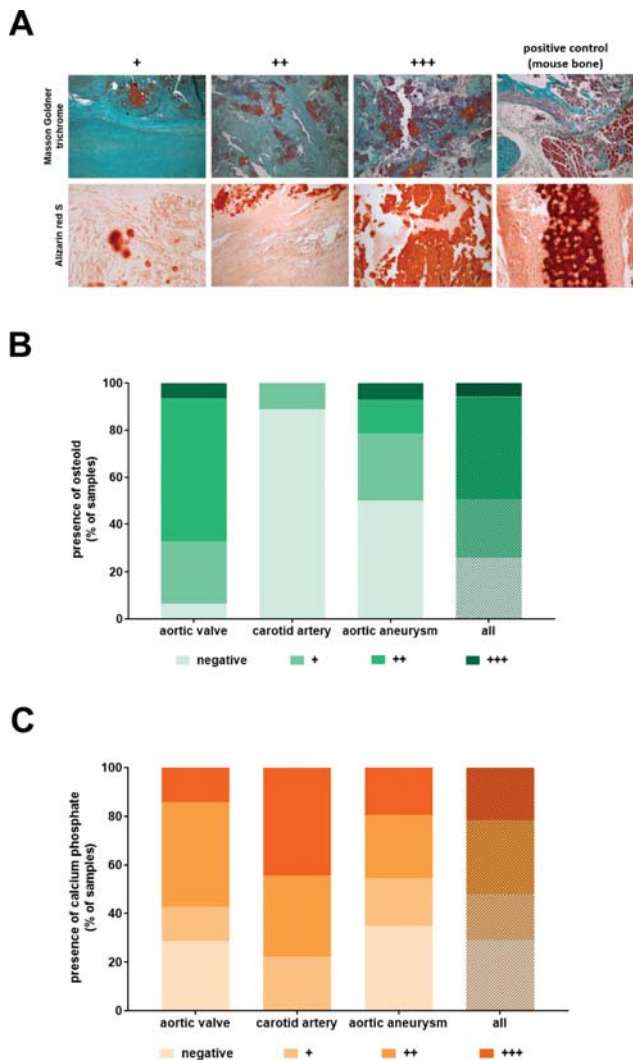 A
+
++
+++
positive control
(mouse bone)
Masson Goldner
trichrome
Alizarin red S
B
presence of osteoid
(% of samples)
100
80
60
40
20
0
aortic valve
carotid artery
aortic aneurysm
all
negative
+
++
+++
C
presence of calcium phosphate
(% of samples)
100
80
60
40
20
0
aortic valve
carotid artery
aortic aneurysm
all
negative
+
++
+++